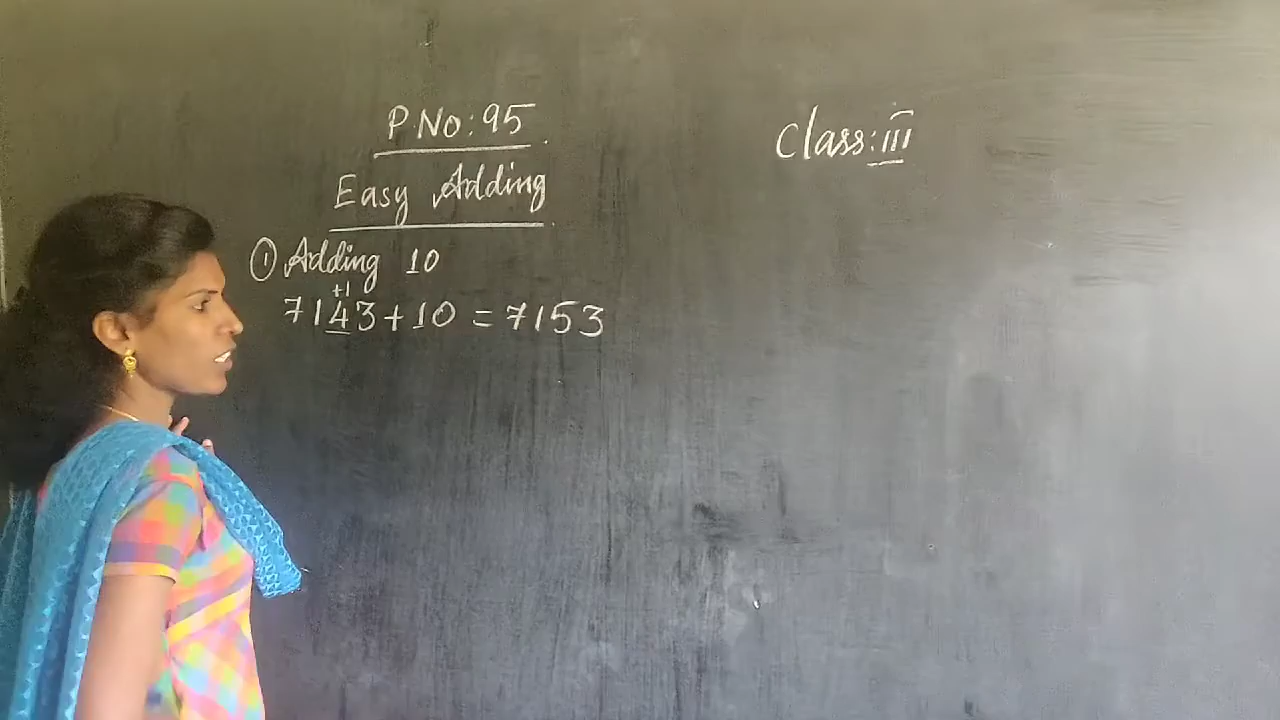 P.No:95
Class:III
Easy Adding
① Adding 10
+1
7143+10=7153